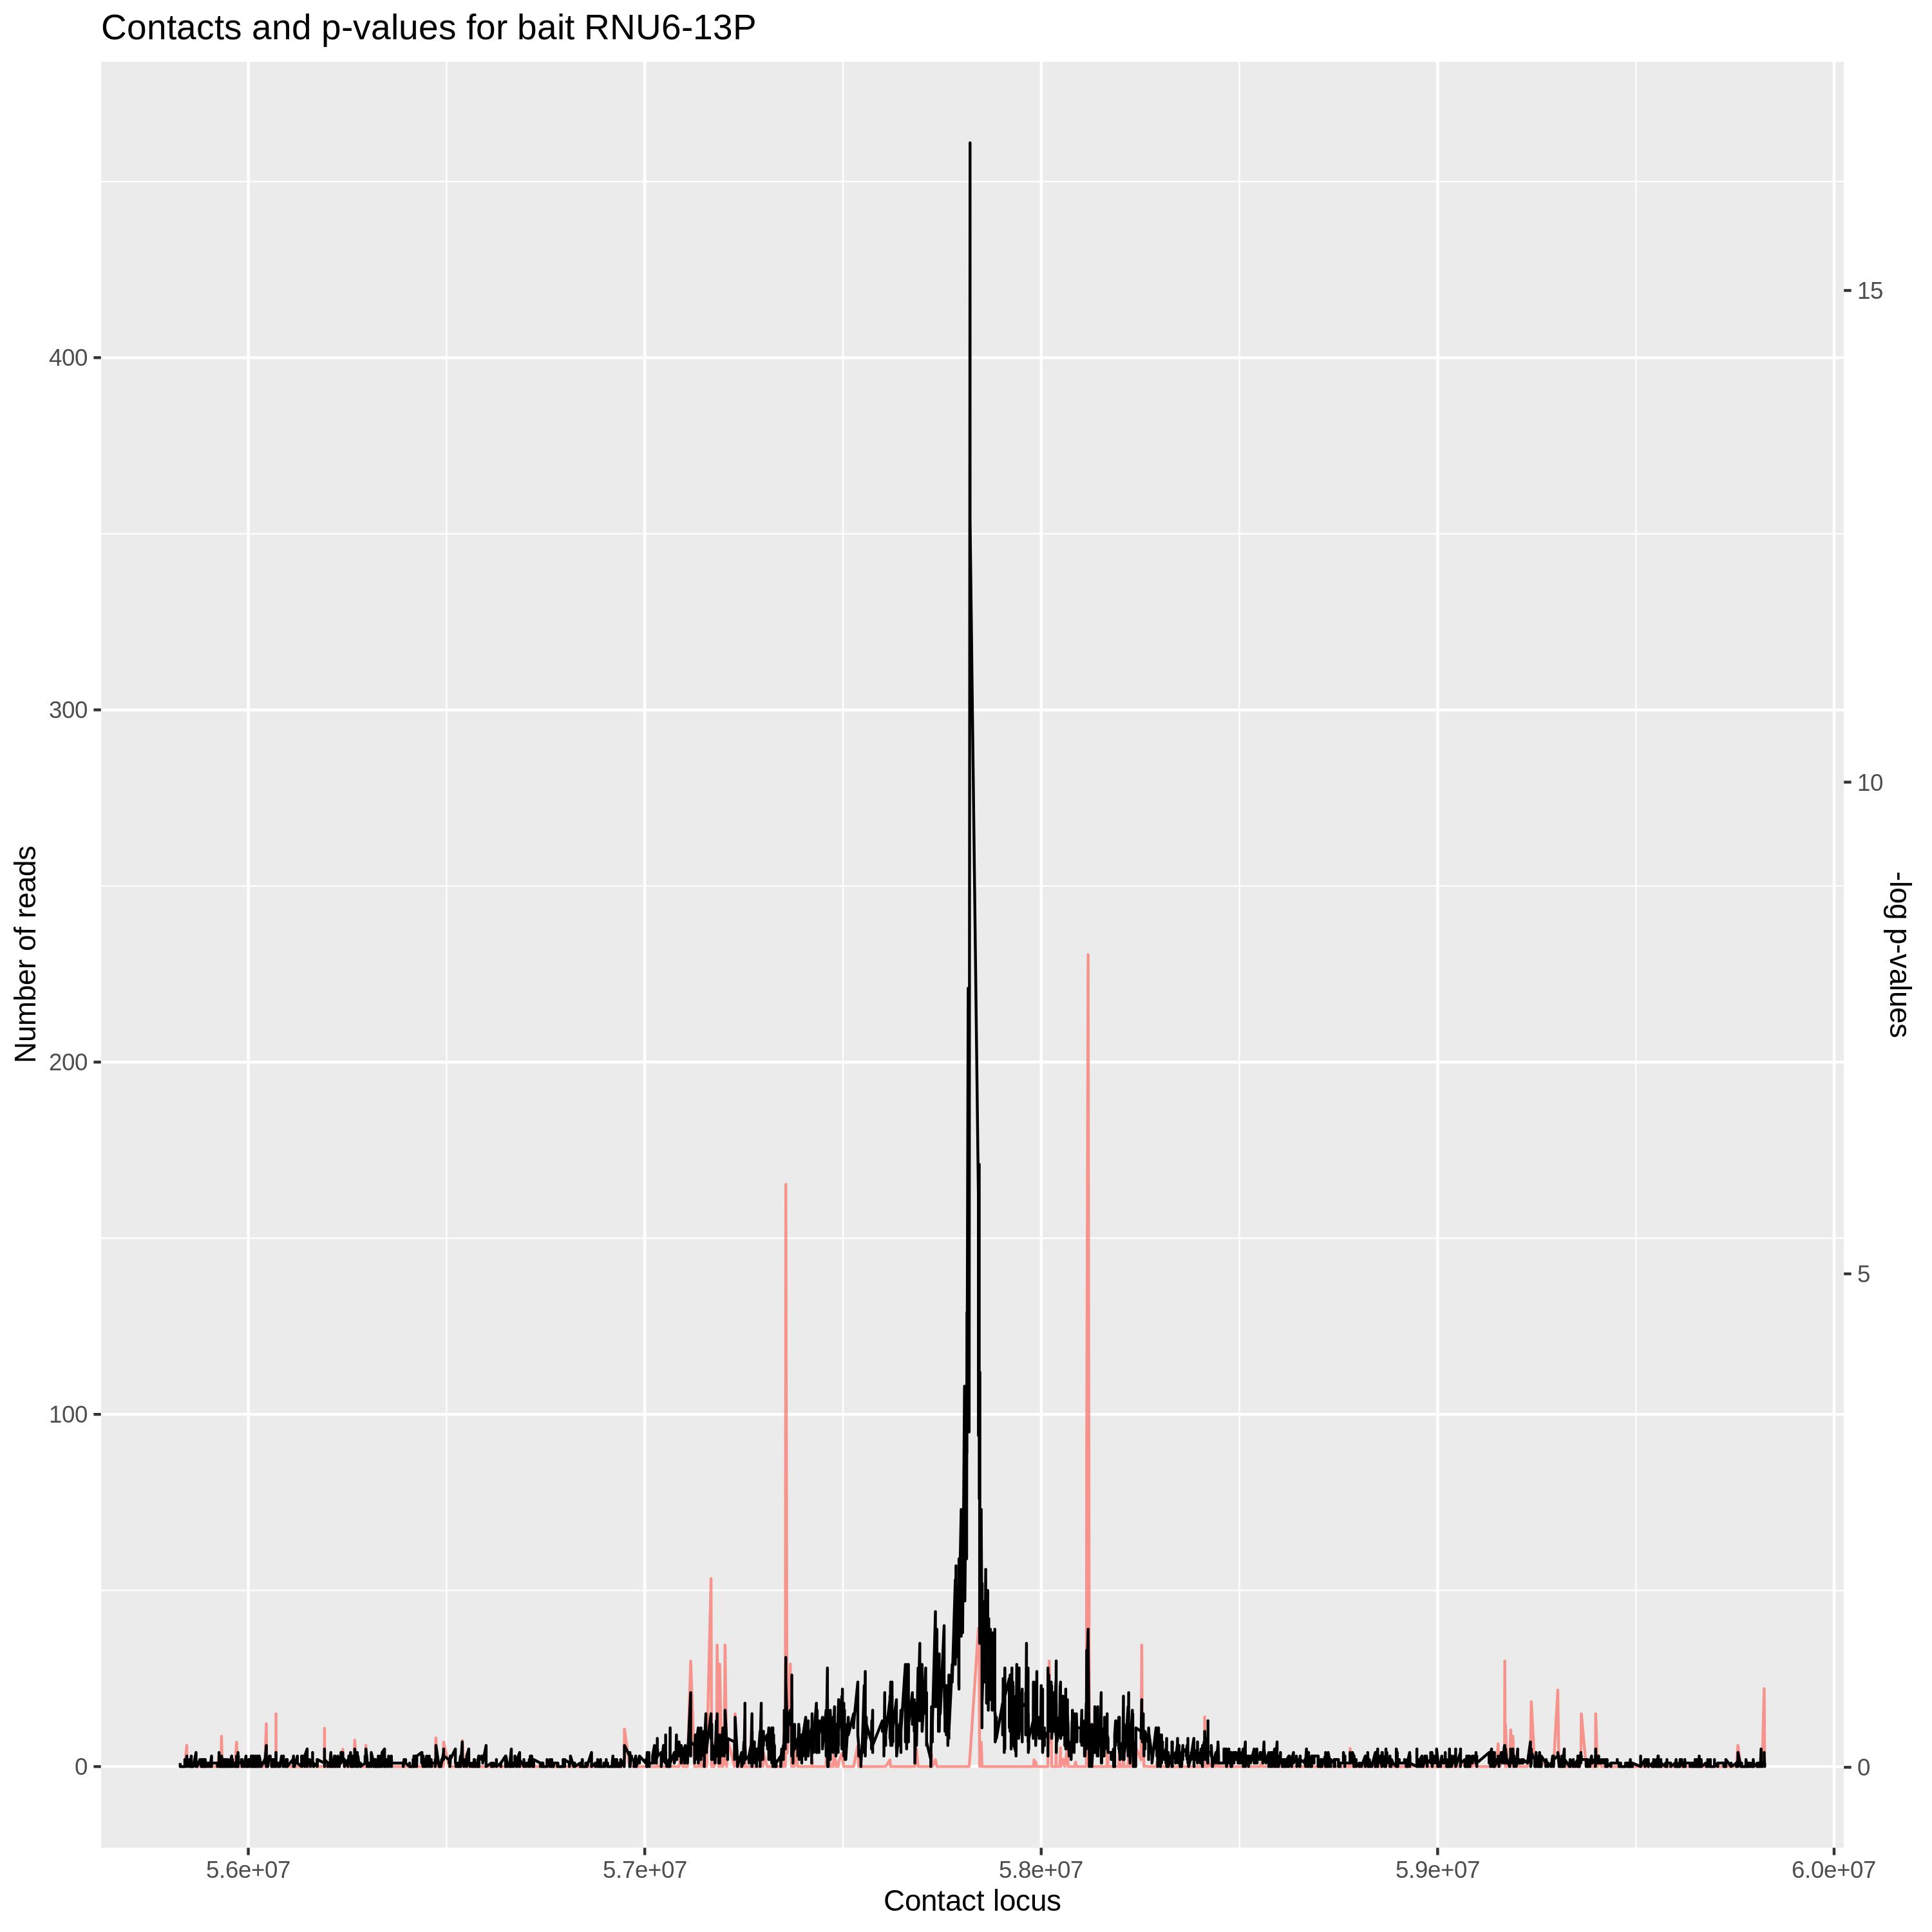 Contacts and p-values for bait RNU6-13P
Number of reads
400
300
200
100
0
15
10
5
0
-log p-values
5.6e+07 5.7e+07 5.8e+07 5.9e+07 6.0e+07
Contact locus